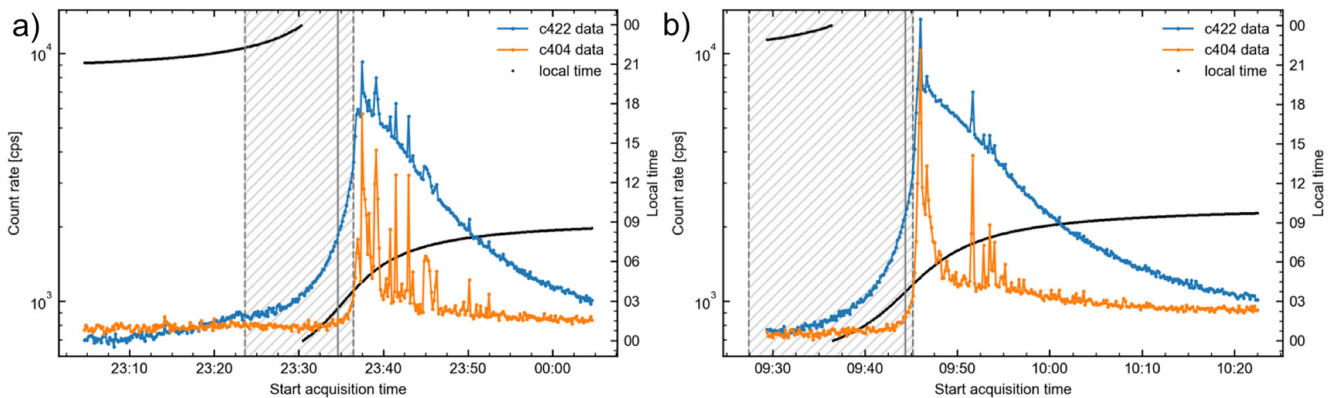 a)
10⁴
10³
Count rate [cps]
c422 data
c404 data
local time
00
21
18
15
12
09
06
03
00
Local time
23:10
23:20
23:30
23:40
23:50
00:00
Start acquisition time
b)
10⁴
10³
Count rate [cps]
c422 data
c404 data
local time
00
21
18
15
12
09
06
03
00
Local time
09:30
09:40
09:50
10:00
10:10
10:20
Start acquisition time